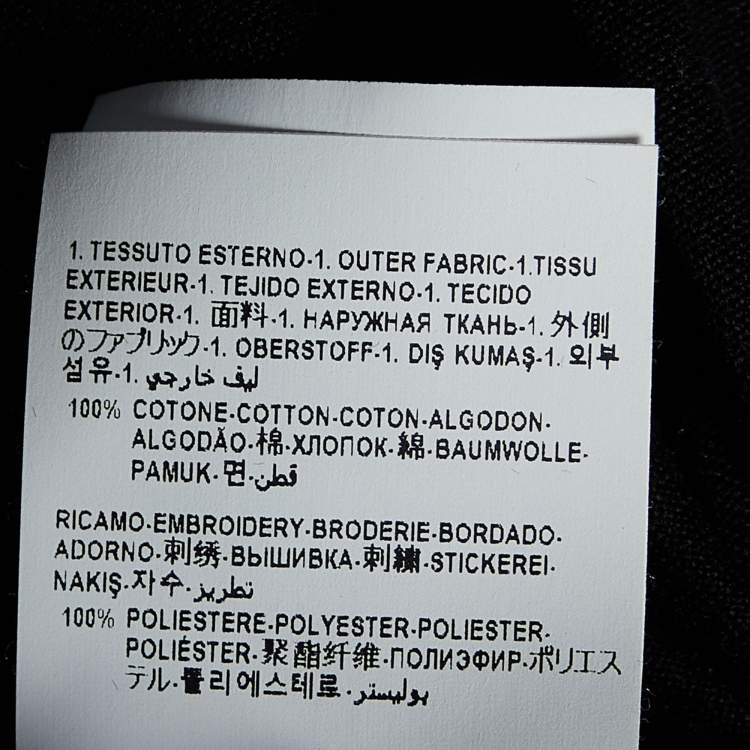 1. TESSUTO ESTERNO-1. OUTER FABRIC-1.TISSU
EXTERIEUR-1. TEJIDO EXTERNO-1. TECIDO
EXTERIOR-1. 面料-1. НАРУЖНАЯ ТКАНЬ-1. 外側
のファブリック-1. OBERSTOFF-1. DIŞ KUMAŞ-1. 외부
섬유-1. ليف خارجي
100% COTONE-COTTON-COTON-ALGODON-
ALGODÃO-棉-ХЛОПОК-綿-BAUMWOLLE-
PAMUK-면-قطن
RICAMO-EMBROIDERY-BRODERIE-BORDADO-
ADORNO-刺绣-ВЫШИВКА-刺繍-STICKEREI-
NAKIŞ-자수-تطريز
100% POLIESTERE-POLYESTER-POLIESTER-
POLIÉSTER-聚酯纤维-ПОЛИЭФИР-ポリエス
テル-폴리에스테르-بوليستر